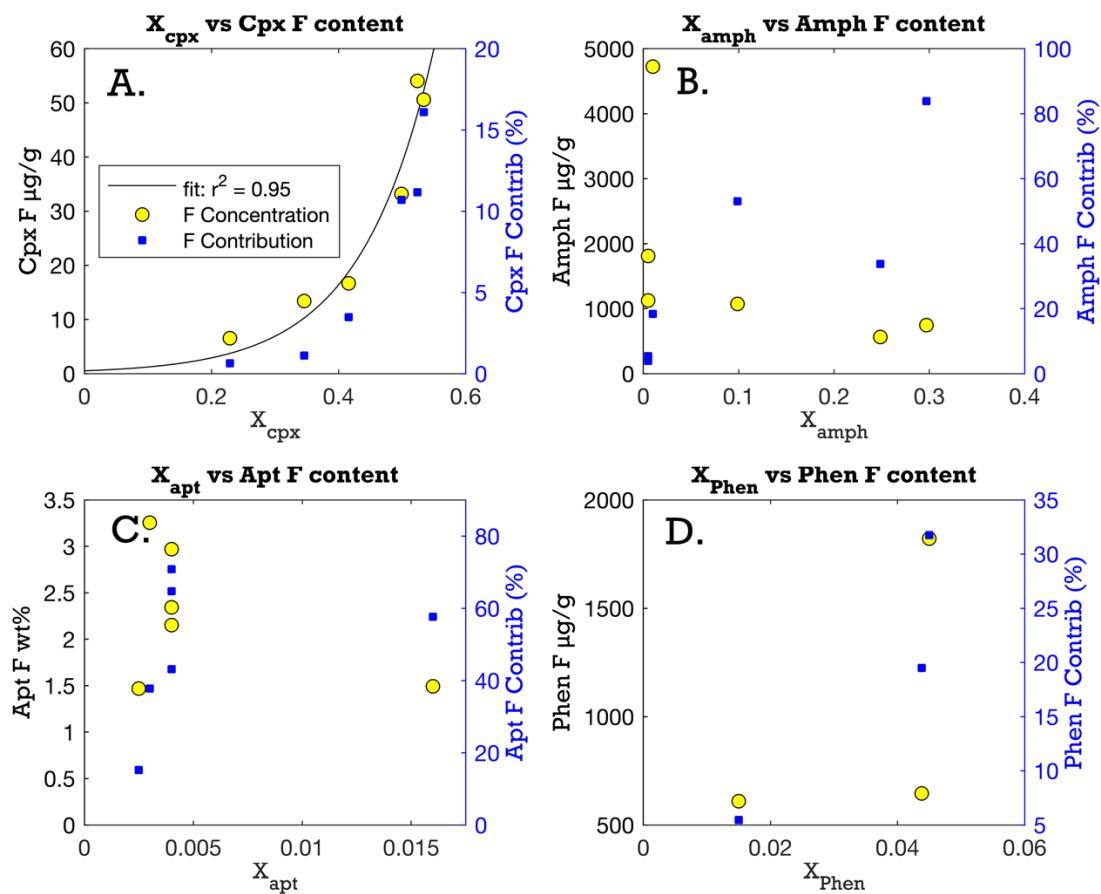 X_cpx vs Cpx F content
A.
60
50
40
30
20
10
0
Cpx F µg/g
fit: r² = 0.95
F Concentration
F Contribution
20
15
10
5
0
Cpx F Contrib (%)
0 0.2 0.4 0.6
X_cpx
X_amph vs Amph F content
B.
5000
4000
3000
2000
1000
0
Amph F µg/g
100
80
60
40
20
0
Amph F Contrib (%)
0 0.1 0.2 0.3 0.4
X_amph
X_apt vs Apt F content
C.
3.5
3
2.5
2
1.5
1
0.5
0
Apt F wt%
80
60
40
20
0
Apt F Contrib (%)
0 0.005 0.01 0.015
X_apt
X_Phen vs Phen F content
D.
2000
1500
1000
500
Phen F µg/g
35
30
25
20
15
10
5
Phen F Contrib (%)
0 0.02 0.04 0.06
X_Phen